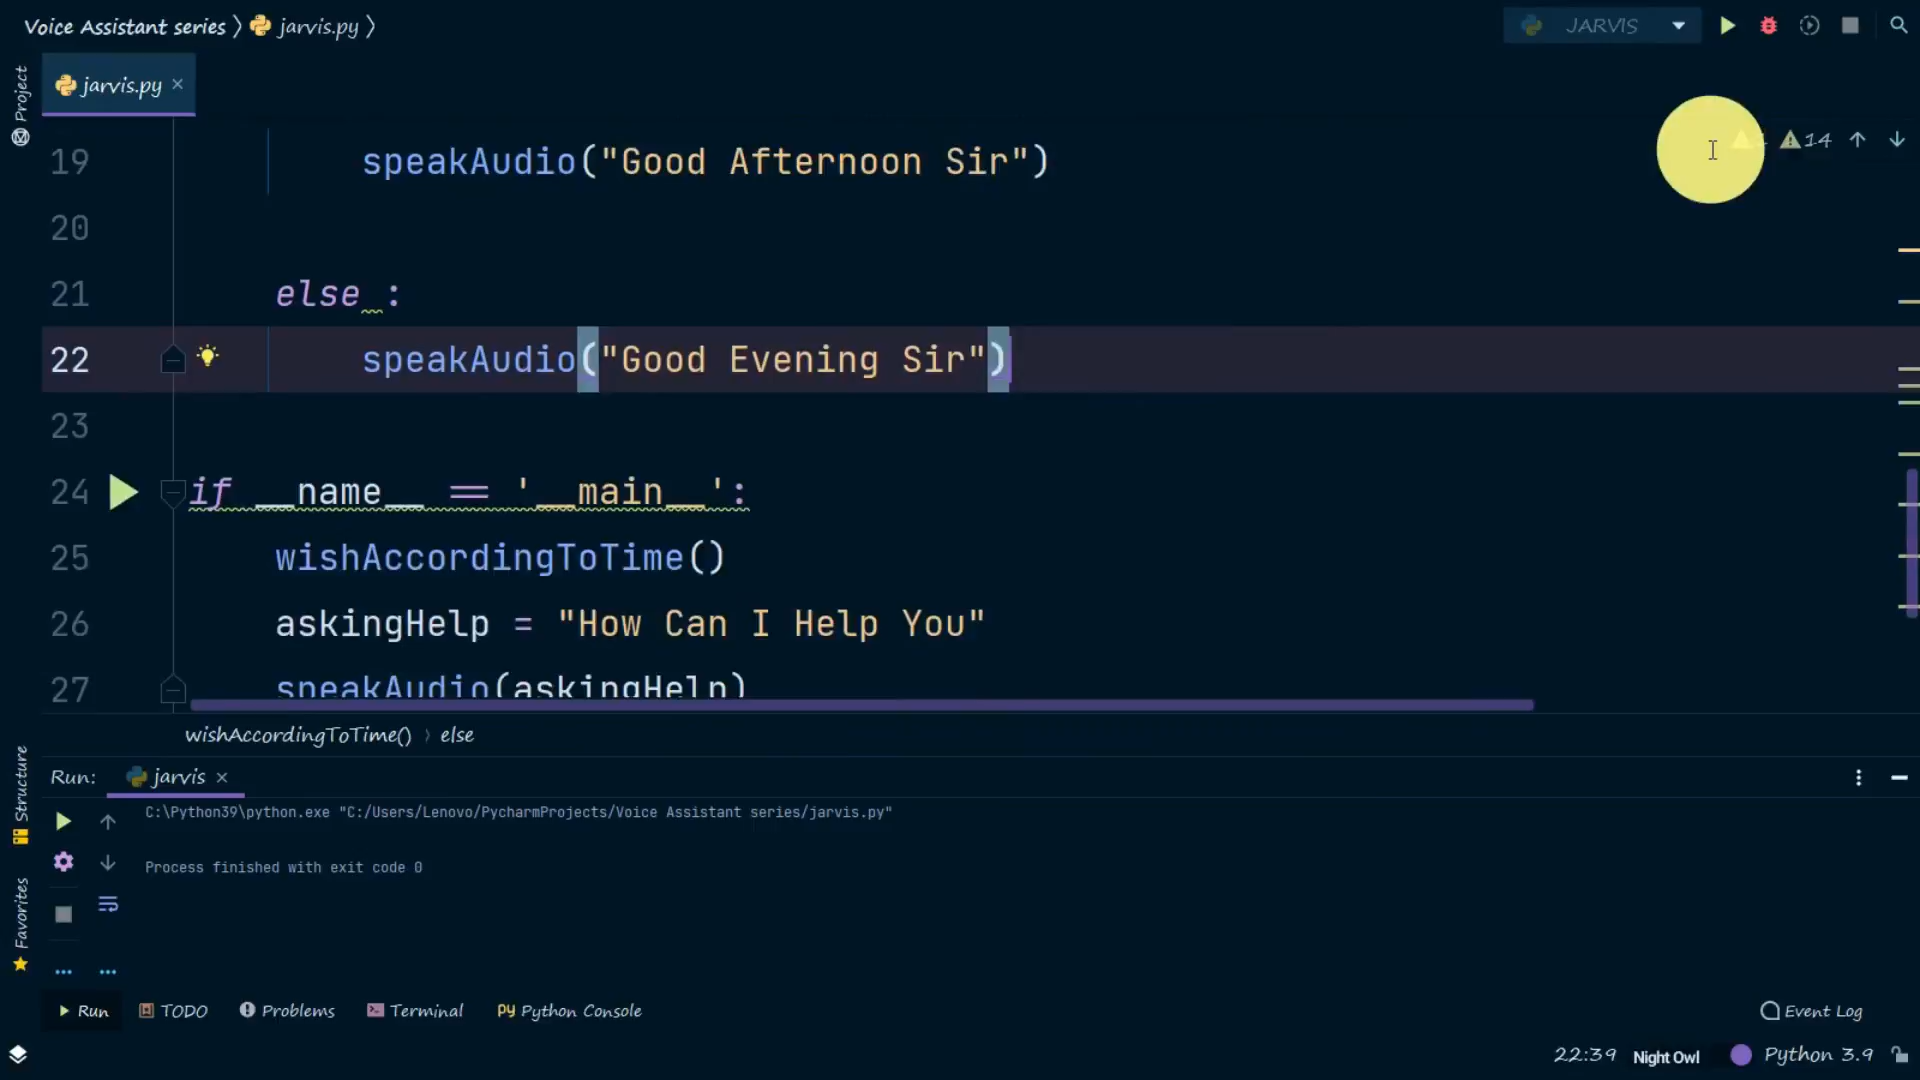 Voice Assistant series 〉 jarvis.py 〉
JARVIS
Project
jarvis.py ×
14
19 speakAudio("Good Afternoon Sir")
20
21 else :
22 speakAudio("Good Evening Sir")
23
24 if __name__ == '__main__':
25 wishAccordingToTime()
26 askingHelp = "How Can I Help You"
27 speakAudio(askingHelp)
wishAccordingToTime() 〉 else
Structure
Run: jarvis ×
C:\Python39\python.exe "C:/Users/Lenovo/PycharmProjects/Voice Assistant series/jarvis.py"
Process finished with exit code 0
Favorites
Run TODO Problems Terminal Python Console Event Log
22:39 Night Owl Python 3.9